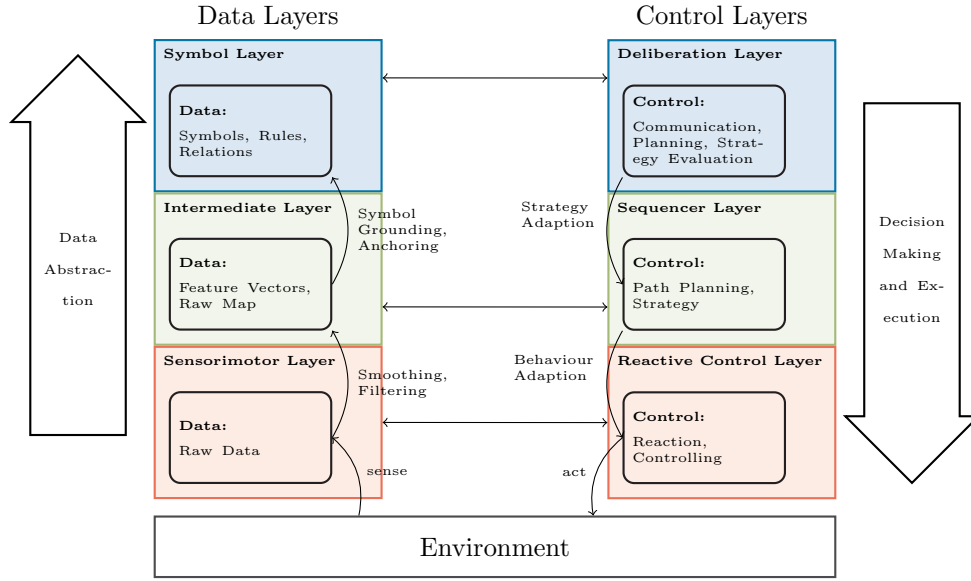 Data Layers
Control Layers
Symbol Layer
Data:
Symbols, Rules,
Relations
Deliberation Layer
Control:
Communication,
Planning, Strat-
egy Evaluation
Intermediate Layer
Symbol
Grounding,
Anchoring
Data:
Feature Vectors,
Raw Map
Strategy
Adaption
Sequencer Layer
Control:
Path Planning,
Strategy
Sensorimotor Layer
Smoothing,
Filtering
Data:
Raw Data
sense
Behaviour
Adaption
Reactive Control Layer
Control:
Reaction,
Controlling
act
Data
Abstrac-
tion
Decision
Making
and Ex-
ecution
Environment